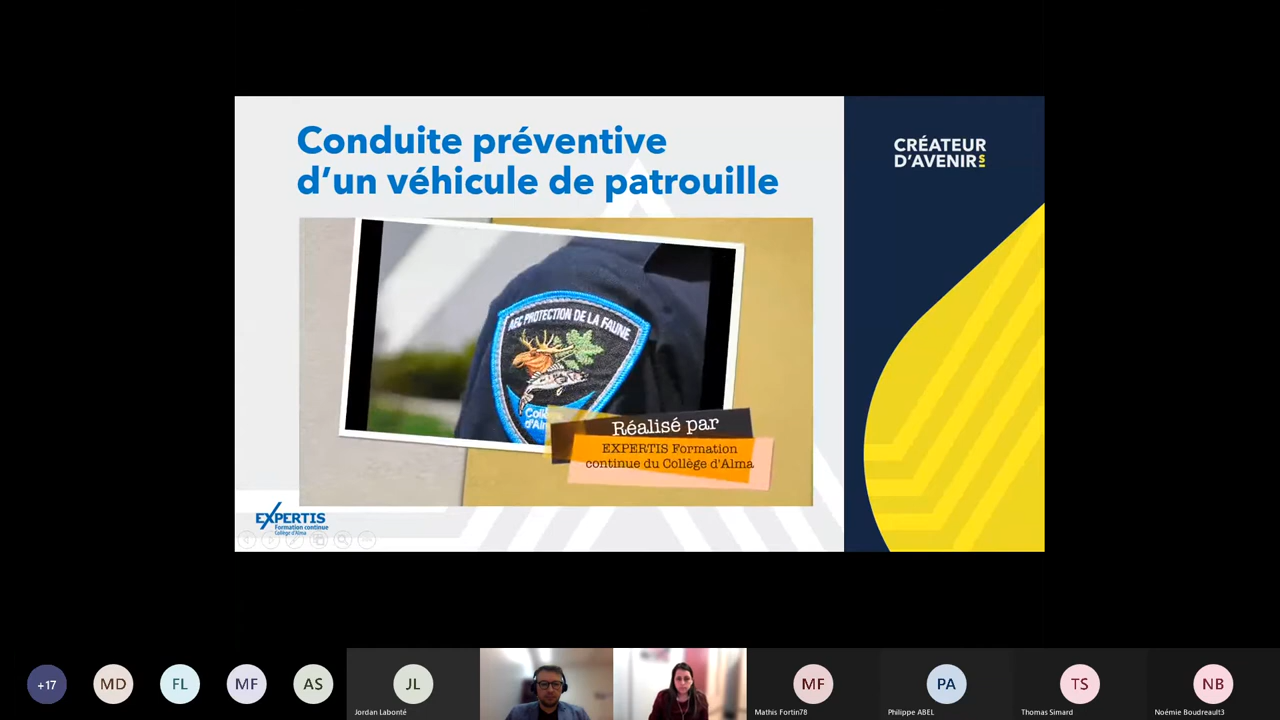 Conduite préventive
d'un véhicule de patrouille
CRÉATEUR
D'AVENIRS
AEC PROTECTION DE LA FAUNE
Réalisé par
EXPERTIS Formation
continue du Collège d'Alma
EXPERTIS
Formation continue
Collège d'Alma
+17
MD
FL
MF
AS
JL
Jordan Labonté
MF
Mathis Fortin78
PA
Philippe ABEL
TS
Thomas Simard
NB
Noémie Boudreault3